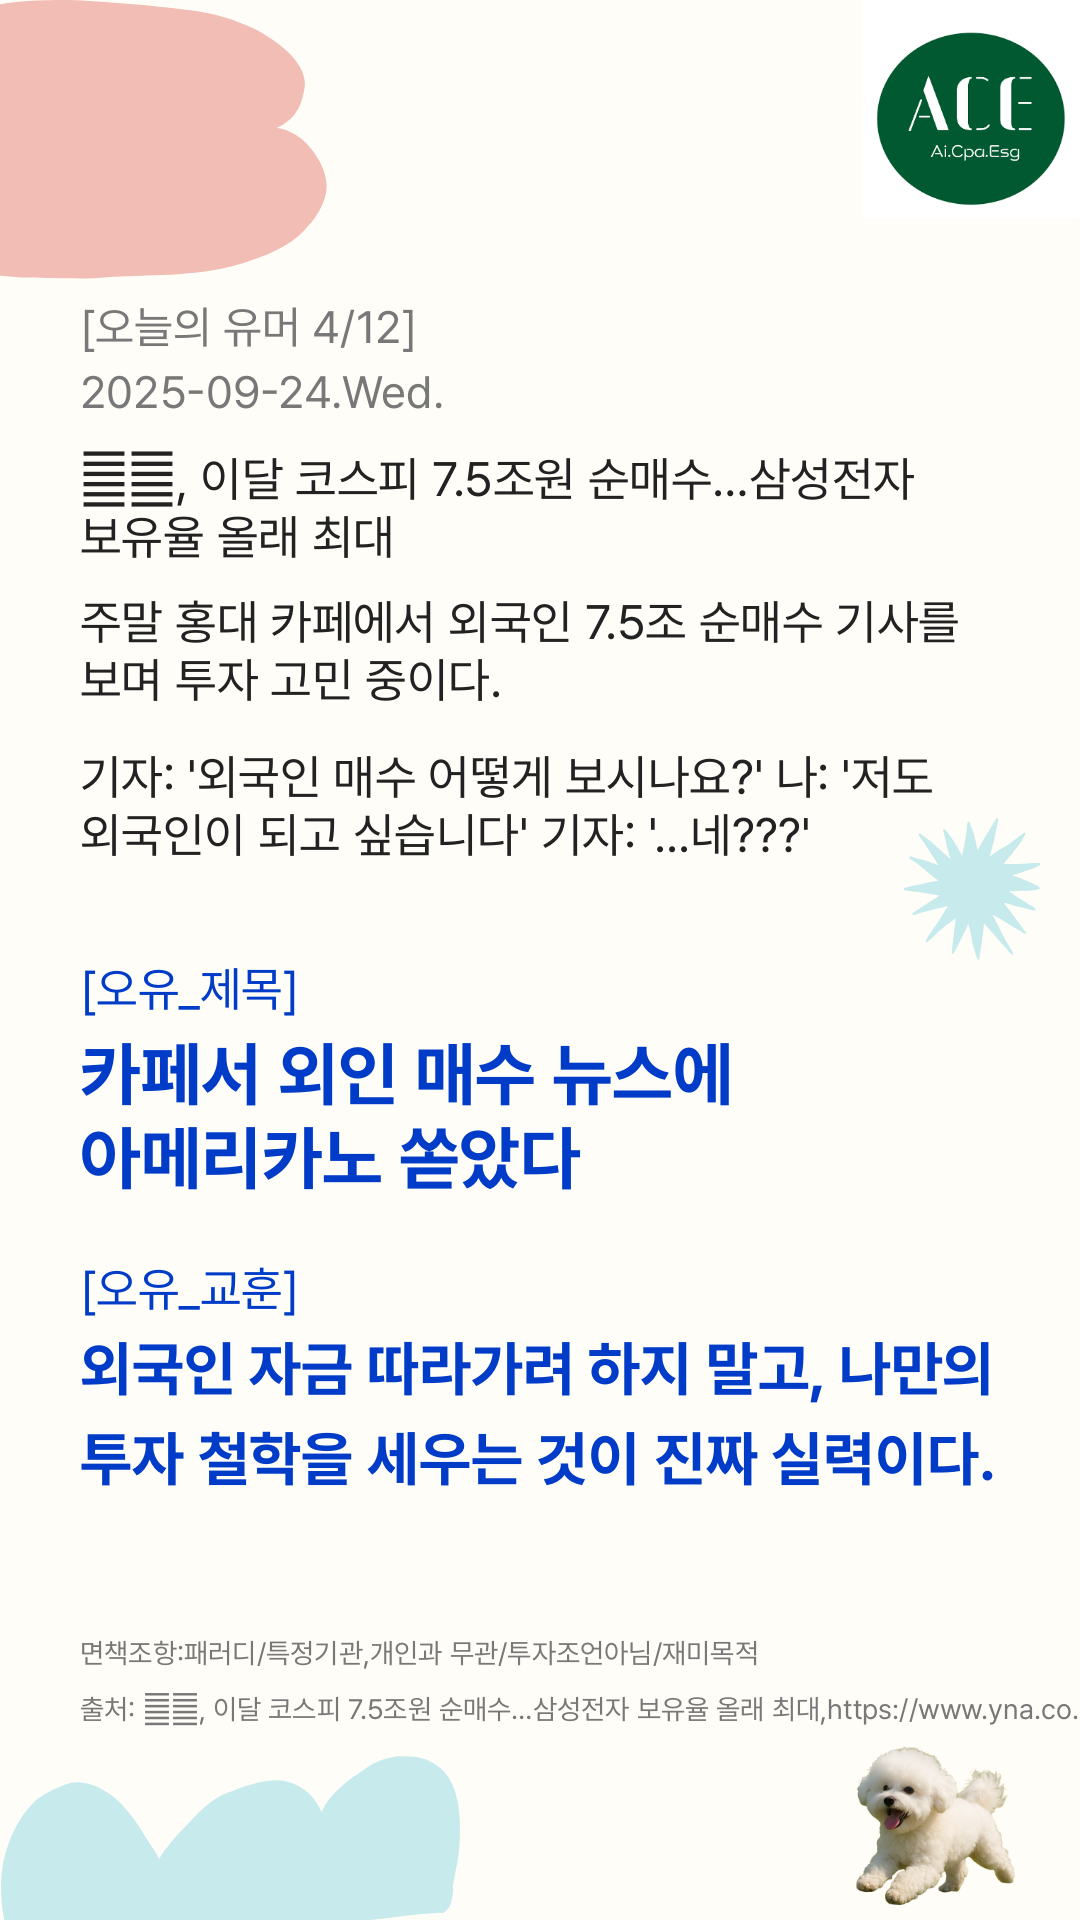 ACE
Ai.Cpa.Esg
[오늘의 유머 4/12]
2025-09-24.Wed.
, 이달 코스피 7.5조원 순매수...삼성전자
보유율 올래 최대
주말 홍대 카페에서 외국인 7.5조 순매수 기사를
보며 투자 고민 중이다.
기자: '외국인 매수 어떻게 보시나요?' 나: '저도
외국인이 되고 싶습니다' 기자: '...네???'
[오유_제목]
카페서 외인 매수 뉴스에
아메리카노 쏟았다
[오유_교훈]
외국인 자금 따라가려 하지 말고, 나만의
투자 철학을 세우는 것이 진짜 실력이다.
면책조항:패러디/특정기관,개인과 무관/투자조언아님/재미목적
출처: , 이달 코스피 7.5조원 순매수...삼성전자 보유율 올래 최대,https://www.yna.co.